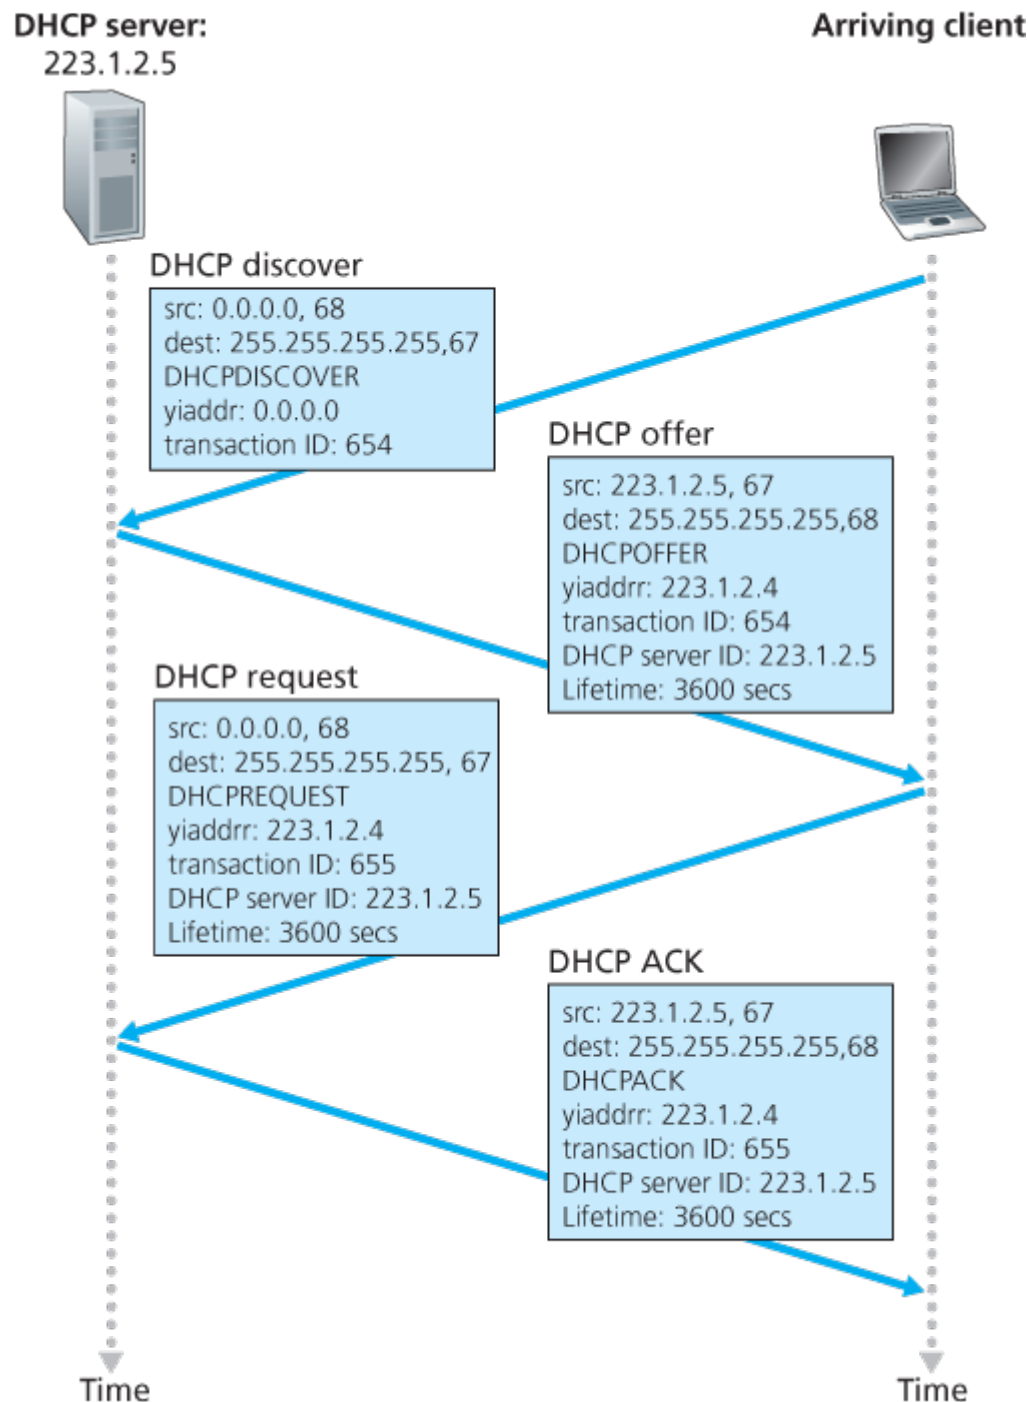 DHCP server:
223.1.2.5
Arriving client
DHCP discover
src: 0.0.0.0, 68
dest: 255.255.255.255,67
DHCPDISCOVER
yiaddr: 0.0.0.0
transaction ID: 654
DHCP offer
src: 223.1.2.5, 67
dest: 255.255.255.255,68
DHCPOFFER
yiaddrr: 223.1.2.4
transaction ID: 654
DHCP server ID: 223.1.2.5
Lifetime: 3600 secs
DHCP request
src: 0.0.0.0, 68
dest: 255.255.255.255, 67
DHCPREQUEST
yiaddrr: 223.1.2.4
transaction ID: 655
DHCP server ID: 223.1.2.5
Lifetime: 3600 secs
DHCP ACK
src: 223.1.2.5, 67
dest: 255.255.255.255,68
DHCPACK
yiaddrr: 223.1.2.4
transaction ID: 655
DHCP server ID: 223.1.2.5
Lifetime: 3600 secs
Time
Time